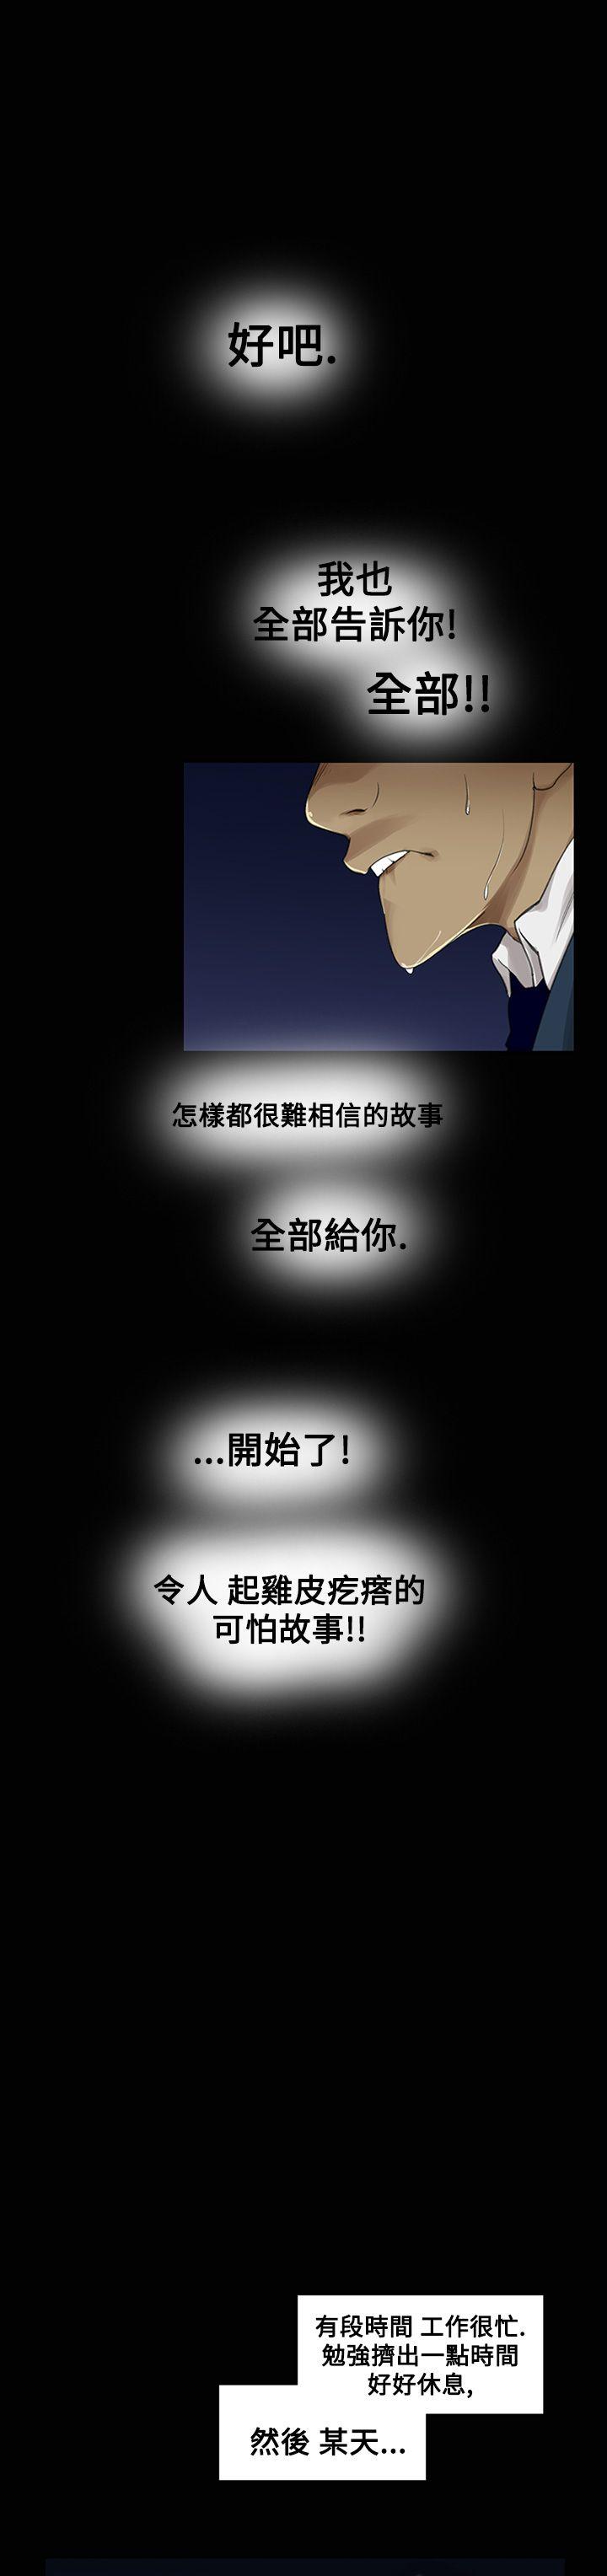 好吧.
我也
全部告訴你!
全部!!
怎樣都很難相信的故事
全部給你.
...開始了!
令人 起雞皮疙瘩的
可怕故事!!
有段時間 工作很忙.
勉強擠出一點時間
好好休息,
然後 某天...